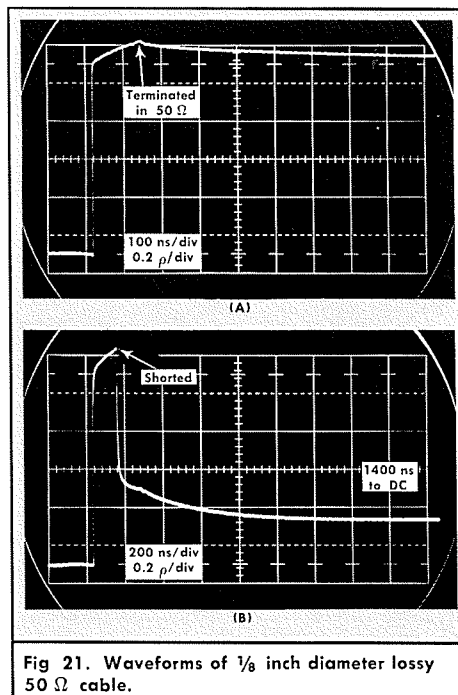 Terminated
in 50 Ω
100 ns/div
0.2 ρ/div
(A)
Shorted
1400 ns
to DC
200 ns/div
0.2 ρ/div
(B)
Fig 21. Waveforms of ⅛ inch diameter lossy
50 Ω cable.